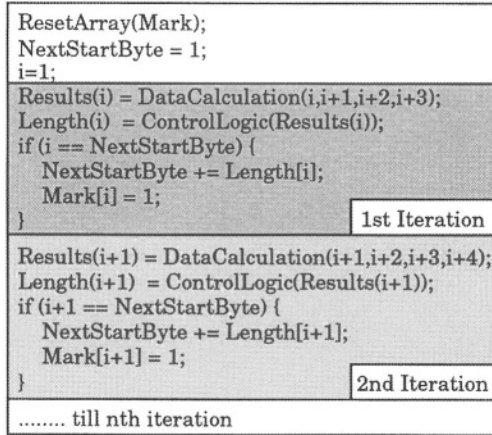 ResetArray(Mark);
NextStartByte = 1;
i=1;
Results(i) = DataCalculation(i,i+1,i+2,i+3);
Length(i) = ControlLogic(Results(i));
if (i == NextStartByte) {
NextStartByte += Length[i];
Mark[i] = 1;
}
1st Iteration
Results(i+1) = DataCalculation(i+1,i+2,i+3,i+4);
Length(i+1) = ControlLogic(Results(i+1));
if (i+1 == NextStartByte) {
NextStartByte += Length[i+1];
Mark[i+1] = 1;
}
2nd Iteration
........ till nth iteration